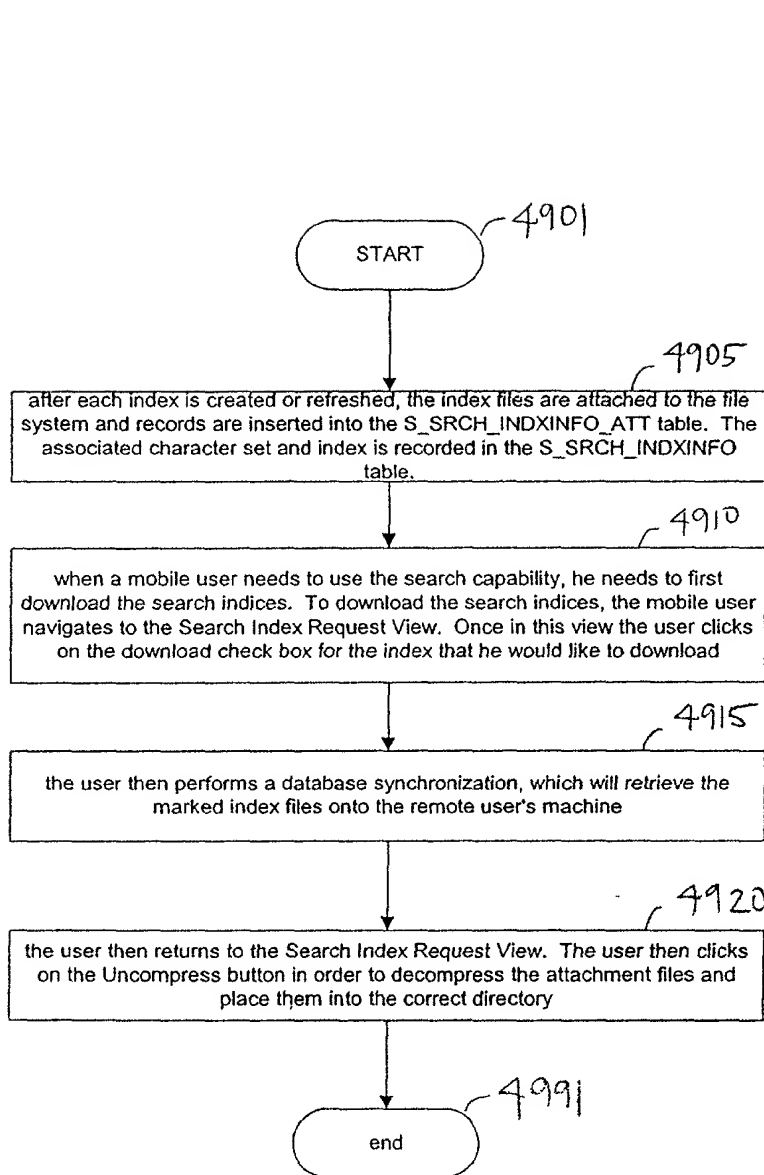 4901
START
4905
after each index is created or refreshed, the index files are attached to the file
system and records are inserted into the S_SRCH_INDXINFO_ATT table. The
associated character set and index is recorded in the S_SRCH_INDXINFO
table.
4910
when a mobile user needs to use the search capability, he needs to first
download the search indices. To download the search indices, the mobile user
navigates to the Search Index Request View. Once in this view the user clicks
on the download check box for the index that he would like to download
4915
the user then performs a database synchronization, which will retrieve the
marked index files onto the remote user's machine
4920
the user then returns to the Search Index Request View. The user then clicks
on the Uncompress button in order to decompress the attachment files and
place them into the correct directory
4991
end